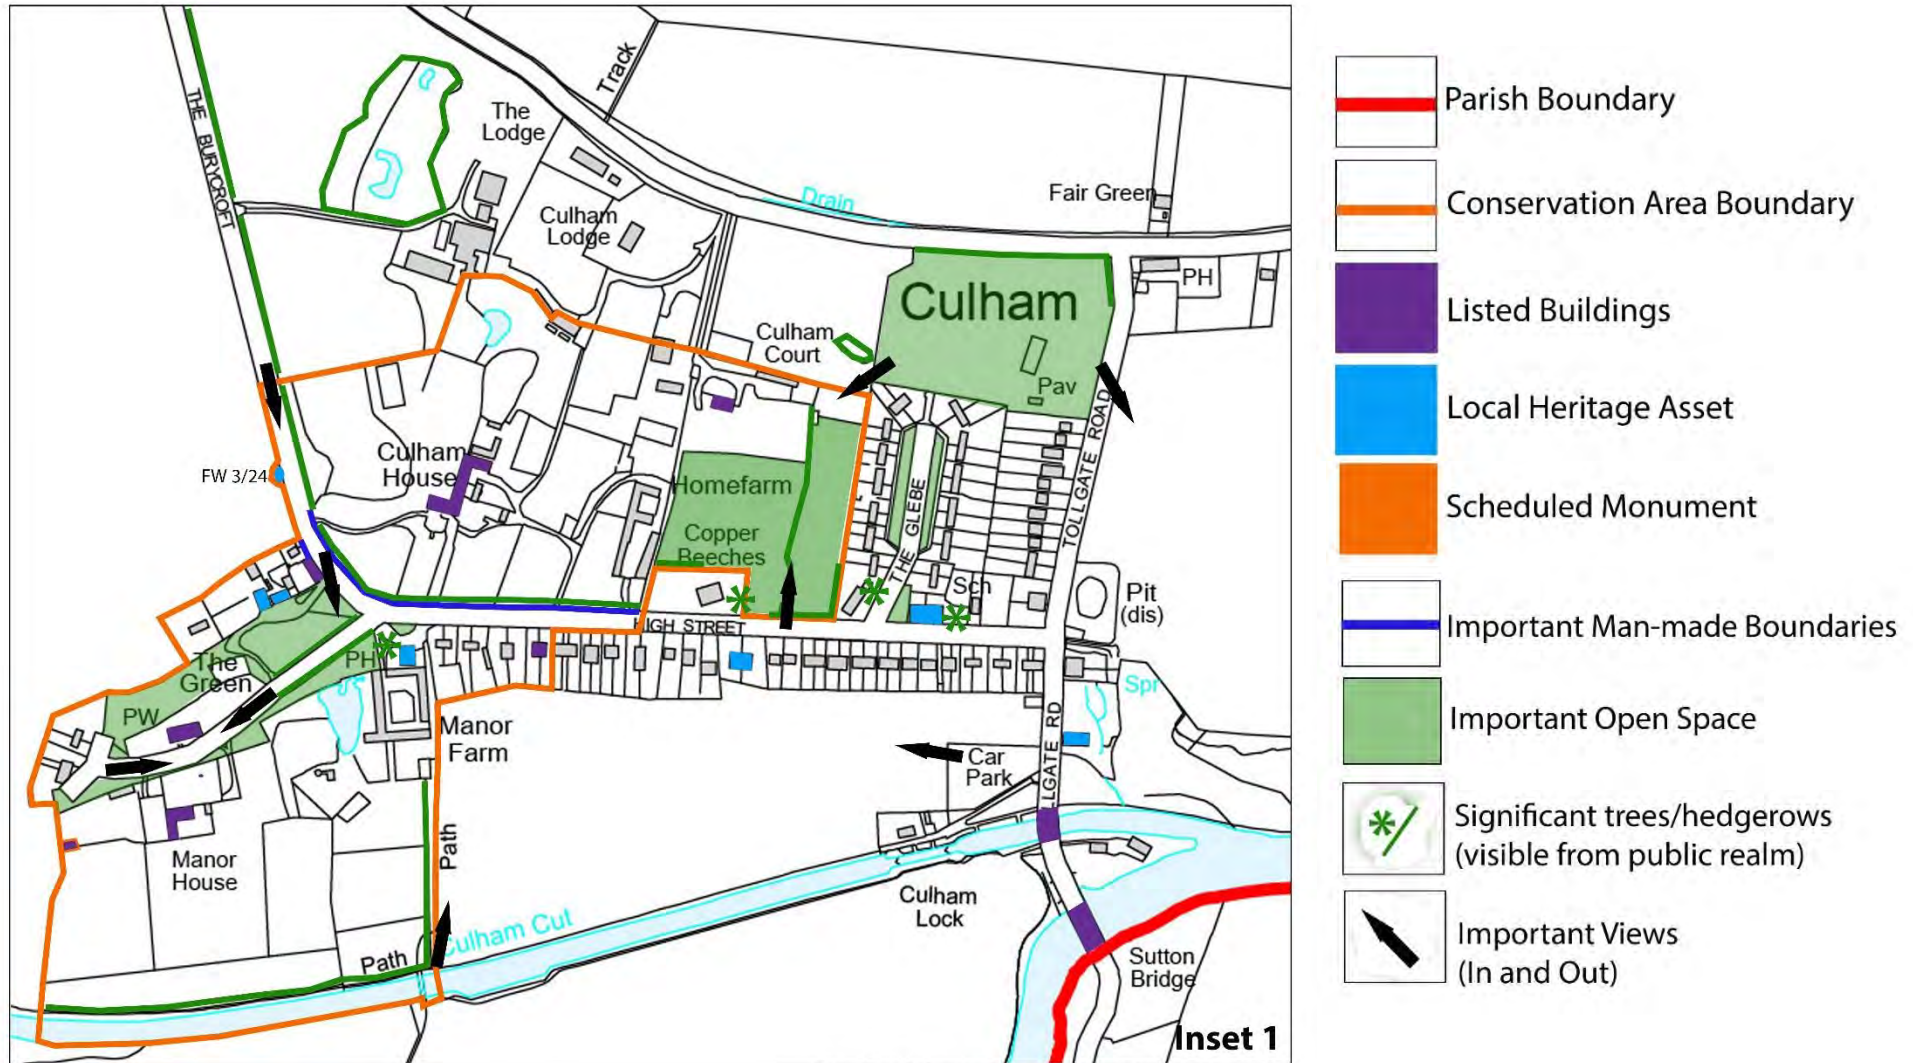 Track
THE BURYCROFT
The
Lodge
Culham
Lodge
Drain
Fair Green
PH
Culham
Culham
Court
Pav
TOLLGATE ROAD
Culham
House
FW 3/24
Homefarm
Copper
Beeches
THE GLEBE
Sch
Pit
(dis)
HIGH STREET
The
Green
PH
PW
Manor
Farm
Spr
LLGATE RD
Car
Park
Path
Manor
House
Culham
Lock
Culham Cut
Path
Sutton
Bridge
Inset 1
Parish Boundary
Conservation Area Boundary
Listed Buildings
Local Heritage Asset
Scheduled Monument
Important Man-made Boundaries
Important Open Space
Significant trees/hedgerows
(visible from public realm)
Important Views
(In and Out)